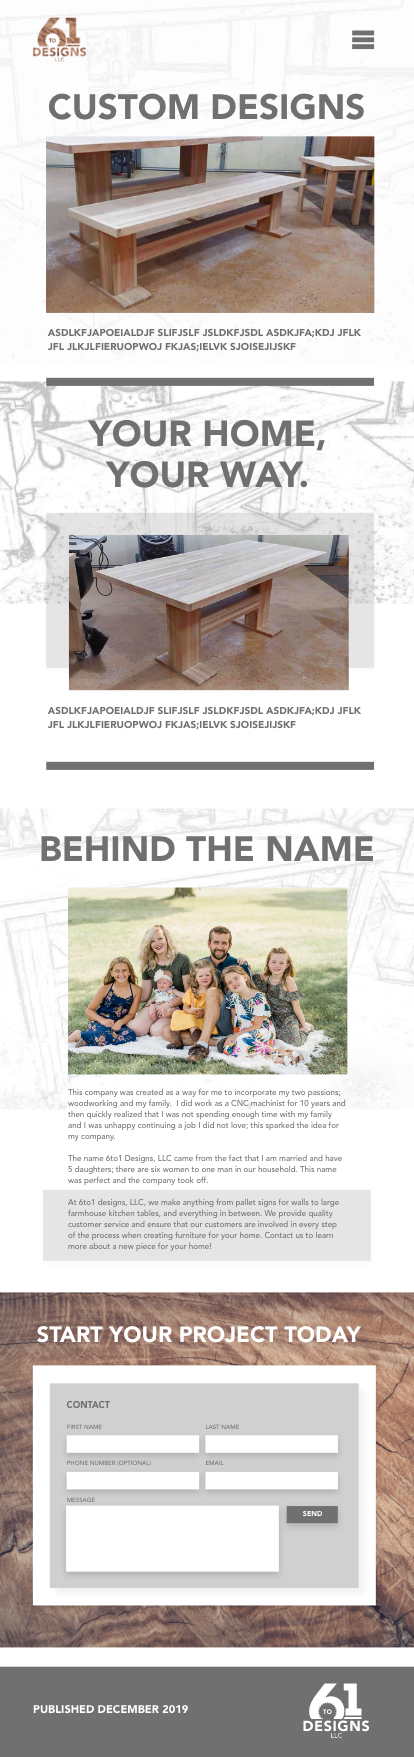 6TO1
DESIGNS
LLC
CUSTOM DESIGNS
ASDLKFJAPOEIALDJF SLIFJSLF JSLDKFJSDL ASDKJFA;KDJ JFLK
JFL JLKJLFIERUOPWOJ FKJAS;IELVK SJOISEJIJSKF
YOUR HOME,
YOUR WAY.
ASDLKFJAPOEIALDJF SLIFJSLF JSLDKFJSDL ASDKJFA;KDJ JFLK
JFL JLKJLFIERUOPWOJ FKJAS;IELVK SJOISEJIJSKF
BEHIND THE NAME
This company was created as a way for me to incorporate my two passions;
woodworking and my family. I did work as a CNC machinist for 10 years and
then quickly realized that I was not spending enough time with my family
and I was unhappy continuing a job I did not love; this sparked the idea for
my company.
The name 6to1 Designs, LLC came from the fact that I am married and have
5 daughters; there are six women to one man in our household. This name
was perfect and the company took off.
At 6to1 designs, LLC, we make anything from pallet signs for walls to large
farmhouse kitchen tables, and everything in between. We provide quality
customer service and ensure that our customers are involved in every step
of the process when creating furniture for your home. Contact us to learn
more about a new piece for your home!
START YOUR PROJECT TODAY
CONTACT
FIRST NAME LAST NAME
PHONE NUMBER (OPTIONAL) EMAIL
MESSAGE
SEND
PUBLISHED DECEMBER 2019
6TO1
DESIGNS
LLC